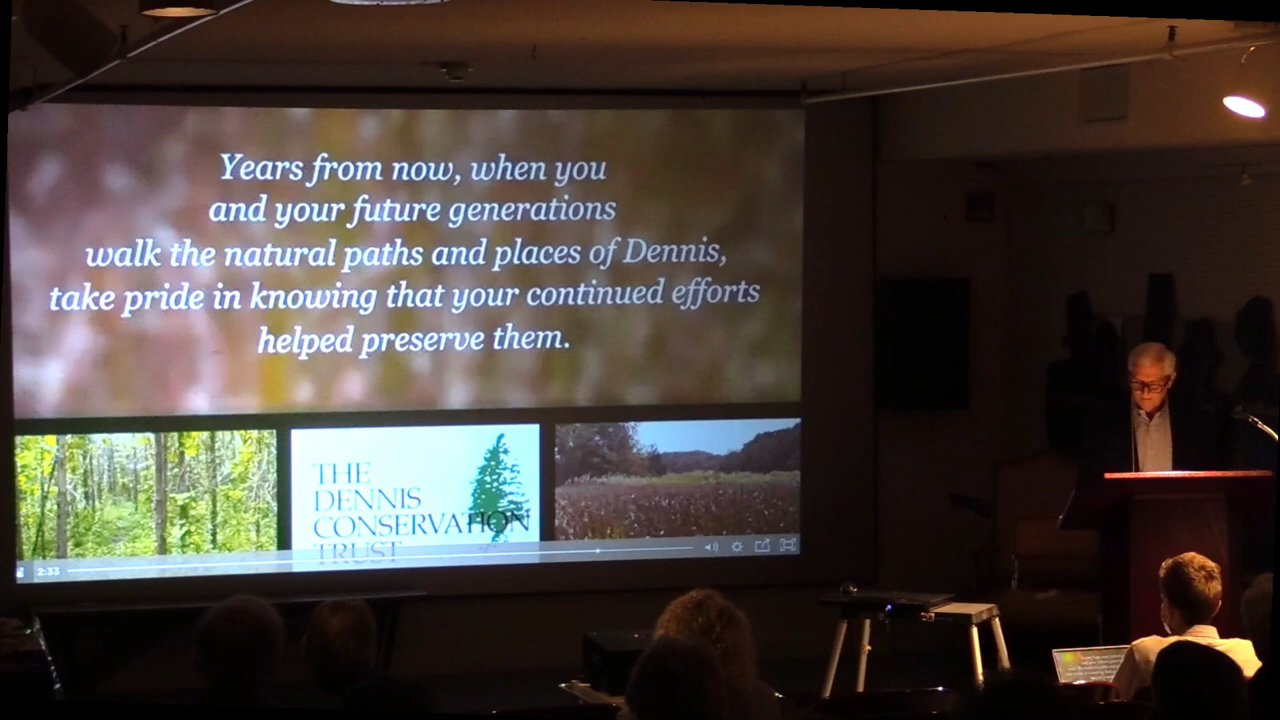 Years from now, when you
and your future generations
walk the natural paths and places of Dennis,
take pride in knowing that your continued efforts
helped preserve them.
THE
DENNIS
CONSERVATION
TRUST
2:33